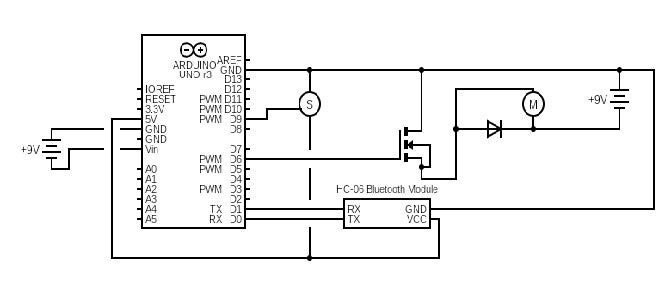 AREF
ARDUINO GND
UNO r3 D13
IOREF D12
RESET PWM D11
3.3V PWM D10
5V PWM D9
GND D8
GND
Vin D7
PWM D6
A0 PWM D5
A1 D4
A2 PWM D3
A3 D2
A4 TX D1
A5 RX D0
+9V
S
M
+9V
HC-06 Bluetooth Module
RX GND
TX VCC